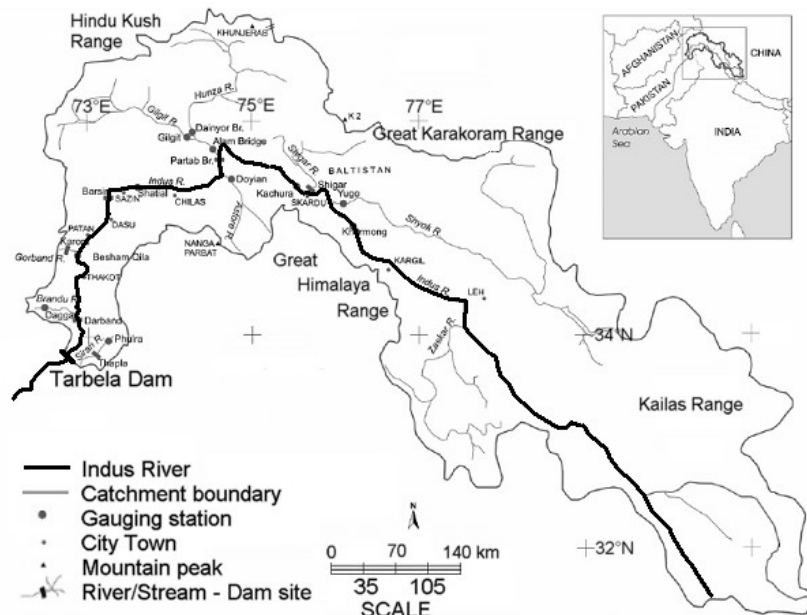 Hindu Kush
Range
KHUNJERAB
73°E
75°E
77°E
Hunza R.
Gilgit R.
Dainyor Br.
Gilgit
Alam Bridge
Partab Br.
K2
Great Karakoram Range
Shigar R.
BALTISTAN
Doyian
Indus R.
Shatial
Barsin
SAZIN
CHILAS
Kachura
Shigar
SKARDU
Yugo
Shyok R.
Astore R.
PATAN
DASU
Karora
NANGA
PARBAT
Kharmong
Gorband R.
Besham Qila
THAKOT
Great
Himalaya
Range
KARGIL
Indus R.
LEH
Brandu R.
Daggar
Darband
Phulra
Siran R.
Thapla
Zaskar R.
34°N
Tarbela Dam
Kailas Range
32°N
AFGHANISTAN
PAKISTAN
CHINA
INDIA
Arabian
Sea
Indus River
Catchment boundary
Gauging station
City Town
Mountain peak
River/Stream - Dam site
N
0 70 140 km
35 105
SCALE